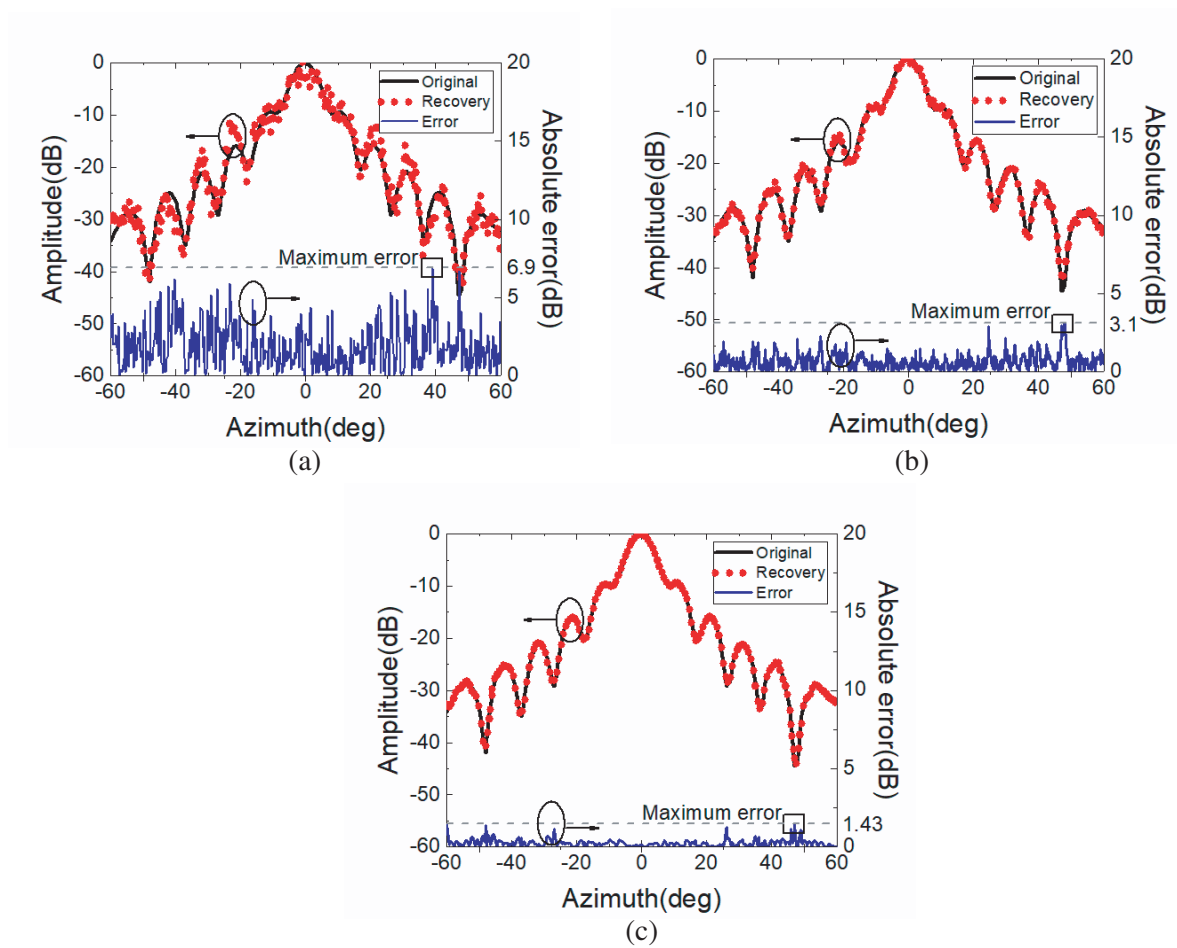 0
-10
-20
-30
-40
-50
-60
Amplitude(dB)
Original
Recovery
Error
Maximum error
20
15
10
6.9
5
0
Absolute error(dB)
-60 -40 -20 0 20 40 60
Azimuth(deg)
(a)
0
-10
-20
-30
-40
-50
-60
Amplitude(dB)
Original
Recovery
Error
Maximum error
20
15
10
5
3.1
0
Absolute error(dB)
-60 -40 -20 0 20 40 60
Azimuth(deg)
(b)
0
-10
-20
-30
-40
-50
-60
Amplitude(dB)
Original
Recovery
Error
Maximum error
20
15
10
5
1.43
0
Absolute error(dB)
-60 -40 -20 0 20 40 60
Azimuth(deg)
(c)